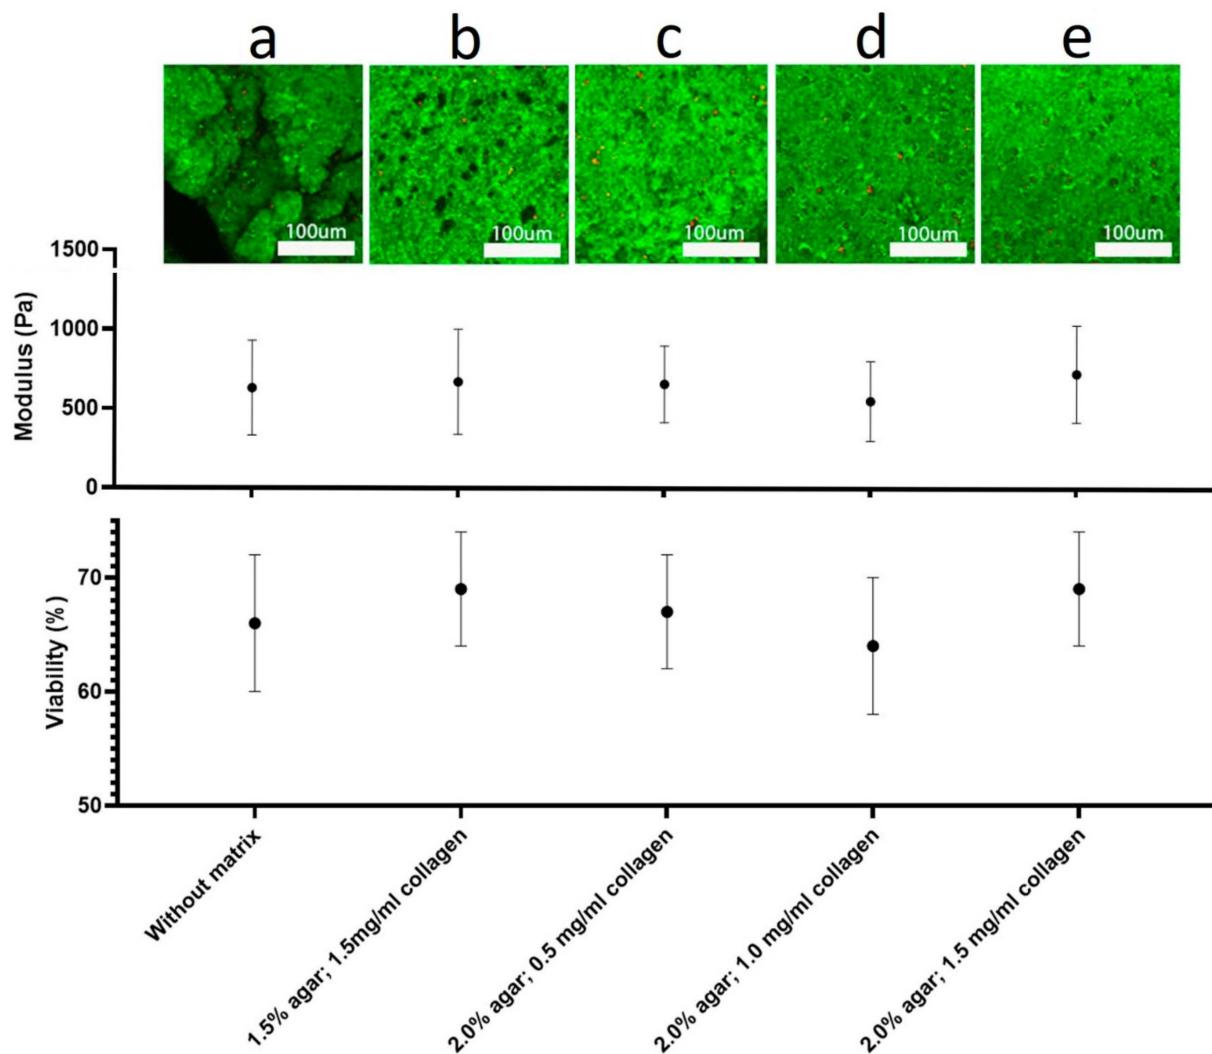 a b c d e
100um 100um 100um 100um 100um
1500
1000
500
0
Modulus (Pa)
70
60
50
Viability (%)
Without matrix
1.5% agar; 1.5mg/ml collagen
2.0% agar; 0.5 mg/ml collagen
2.0% agar; 1.0 mg/ml collagen
2.0% agar; 1.5 mg/ml collagen